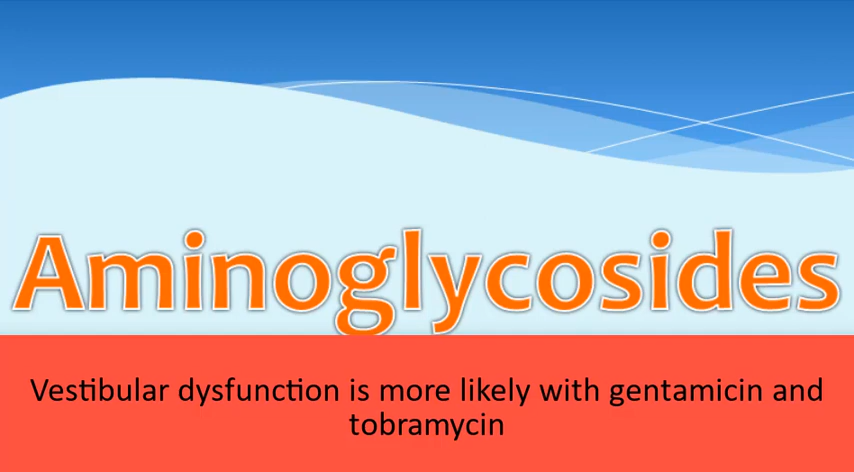 Aminoglycosides
Vestibular dysfunction is more likely with gentamicin and
tobramycin